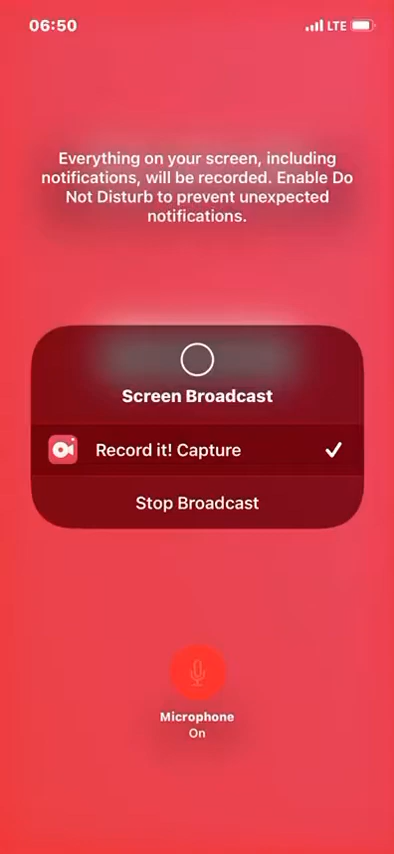 06:50
LTE
Everything on your screen, including
notifications, will be recorded. Enable Do
Not Disturb to prevent unexpected
notifications.
Screen Broadcast
Record it! Capture
Stop Broadcast
Microphone
On